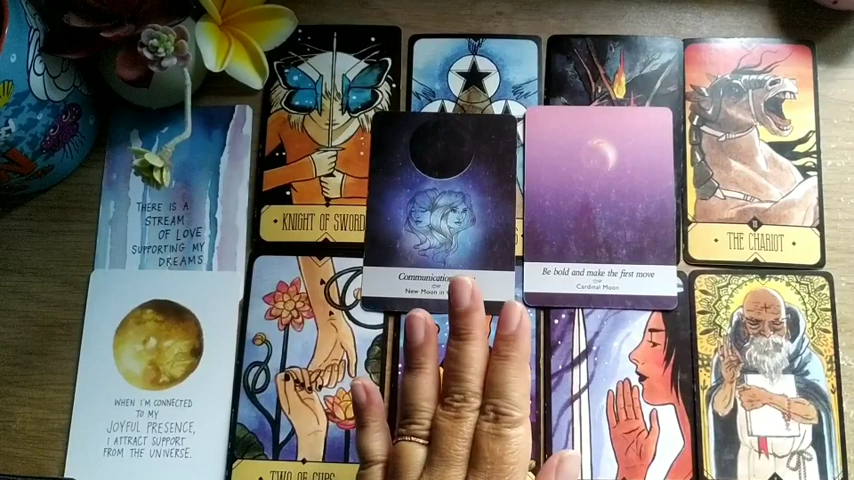 THERE IS A
STREAM
OF LOVE
SUPPORTING MY
DREAMS
KNIGHT OF SWORD
Communication
New Moon in
Be bold and make the first move
Cardinal Moon
VII
THE CHARIOT
WHEN I'M CONNECTED
TO MY
JOYFUL PRESENCE,
I ATTRACT SUPPORT
FROM THE UNIVERSE.
TWO OF CUPS